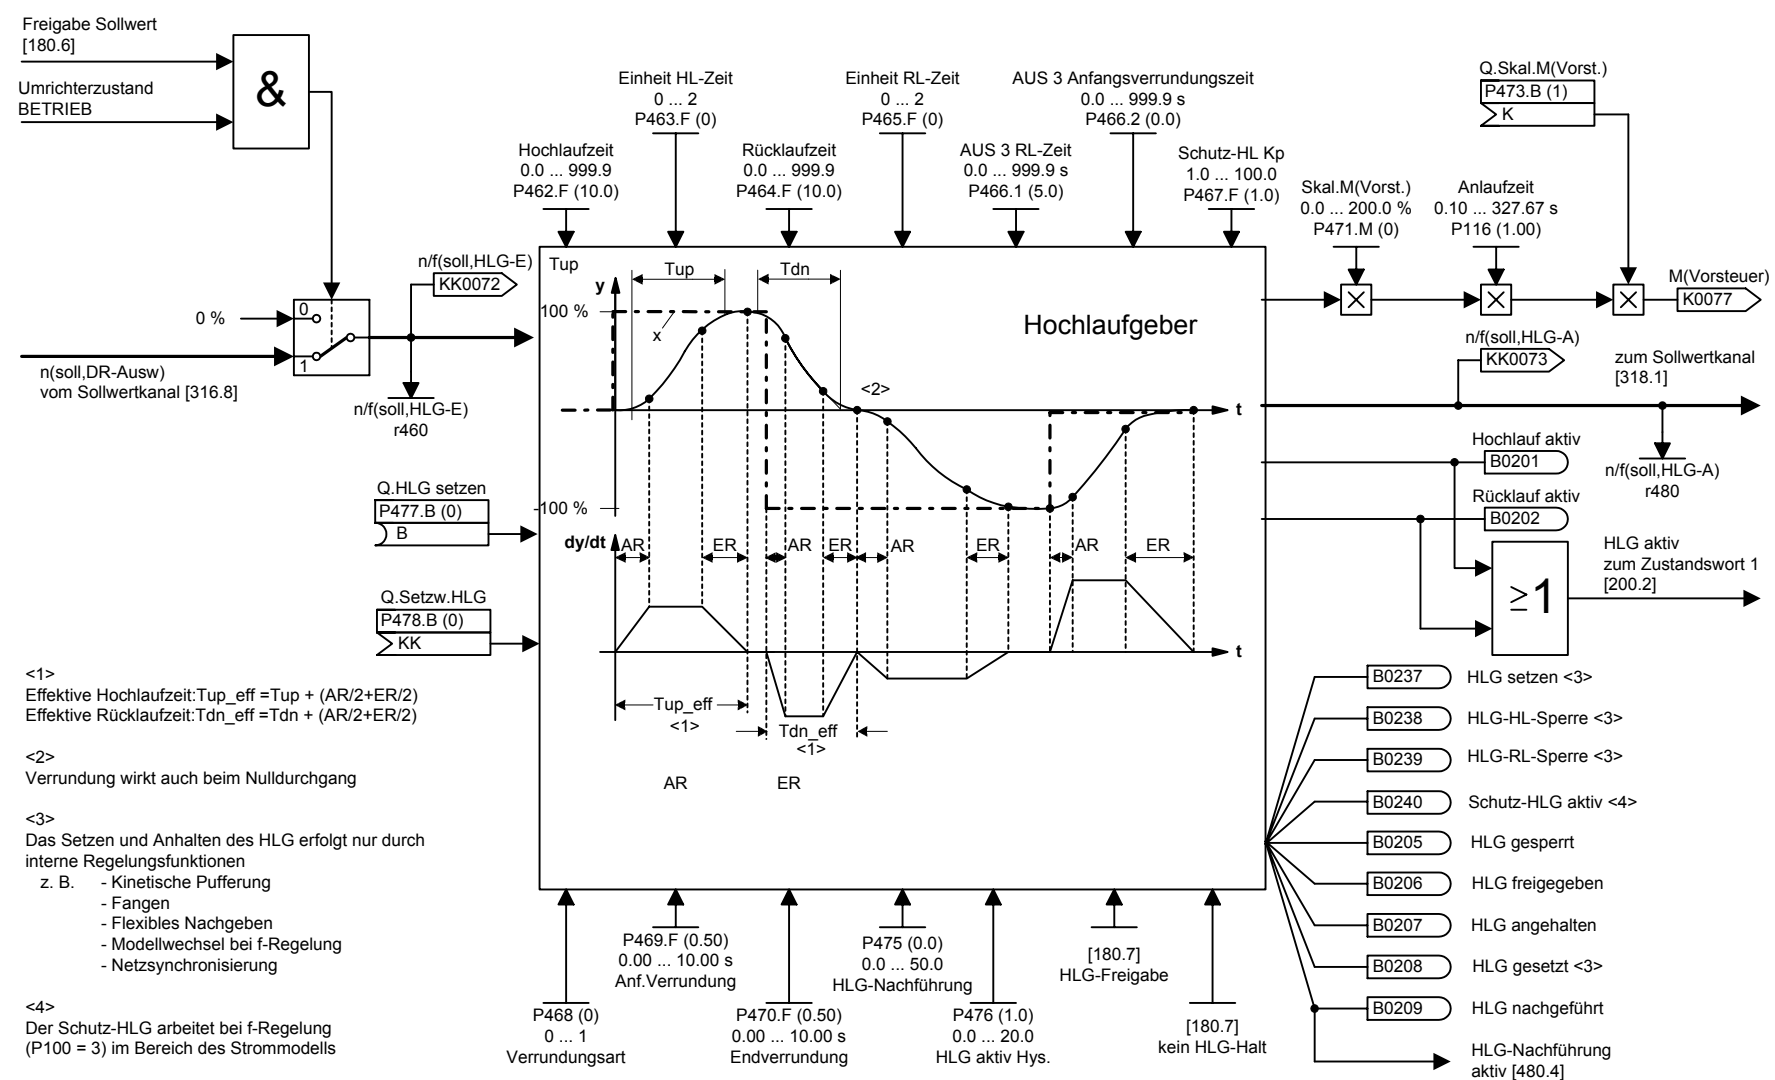 Freigabe Sollwert
[180.6]
Umrichterzustand
BETRIEB
&
Einheit HL-Zeit
0 ... 2
P463.F (0)
Einheit RL-Zeit
0 ... 2
P465.F (0)
AUS 3 Anfangsverrundungszeit
0.0 ... 999.9 s
P466.2 (0.0)
Q.Skal.M(Vorst.)
P473.B (1)
K
Hochlaufzeit
0.0 ... 999.9
P462.F (10.0)
Rücklaufzeit
0.0 ... 999.9
P464.F (10.0)
AUS 3 RL-Zeit
0.0 ... 999.9 s
P466.1 (5.0)
Schutz-HL Kp
1.0 ... 100.0
P467.F (1.0)
Skal.M(Vorst.)
0.0 ... 200.0 %
P471.M (0)
Anlaufzeit
0.10 ... 327.67 s
P116 (1.00)
M(Vorsteuer)
K0077
n/f(soll,HLG-E)
KK0072
0 %
0
1
n(soll,DR-Ausw)
vom Sollwertkanal [316.8]
n/f(soll,HLG-E)
r460
Tup
Tup
Tdn
y
100 %
x
Hochlaufgeber
<2>
t
-100 %
dy/dt
AR
ER
AR
ER
AR
ER
AR
ER
t
Tup_eff
<1>
Tdn_eff
<1>
AR
ER
n/f(soll,HLG-A)
KK0073
zum Sollwertkanal
[318.1]
n/f(soll,HLG-A)
r480
Hochlauf aktiv
B0201
Rücklauf aktiv
B0202
≥1
HLG aktiv
zum Zustandswort 1
[200.2]
Q.HLG setzen
P477.B (0)
B
Q.Setzw.HLG
P478.B (0)
KK
B0237 HLG setzen <3>
B0238 HLG-HL-Sperre <3>
B0239 HLG-RL-Sperre <3>
B0240 Schutz-HLG aktiv <4>
B0205 HLG gesperrt
B0206 HLG freigegeben
B0207 HLG angehalten
B0208 HLG gesetzt <3>
B0209 HLG nachgeführt
HLG-Nachführung
aktiv [480.4]
<1>
Effektive Hochlaufzeit:Tup_eff =Tup + (AR/2+ER/2)
Effektive Rücklaufzeit:Tdn_eff =Tdn + (AR/2+ER/2)
<2>
Verrundung wirkt auch beim Nulldurchgang
<3>
Das Setzen und Anhalten des HLG erfolgt nur durch
interne Regelungsfunktionen
z. B. - Kinetische Pufferung
- Fangen
- Flexibles Nachgeben
- Modellwechsel bei f-Regelung
- Netzsynchronisierung
<4>
Der Schutz-HLG arbeitet bei f-Regelung
(P100 = 3) im Bereich des Strommodells
P468 (0)
0 ... 1
Verrundungsart
P469.F (0.50)
0.00 ... 10.00 s
Anf.Verrundung
P470.F (0.50)
0.00 ... 10.00 s
Endverrundung
P475 (0.0)
0.0 ... 50.0
HLG-Nachführung
P476 (1.0)
0.0 ... 20.0
HLG aktiv Hys.
[180.7]
HLG-Freigabe
[180.7]
kein HLG-Halt